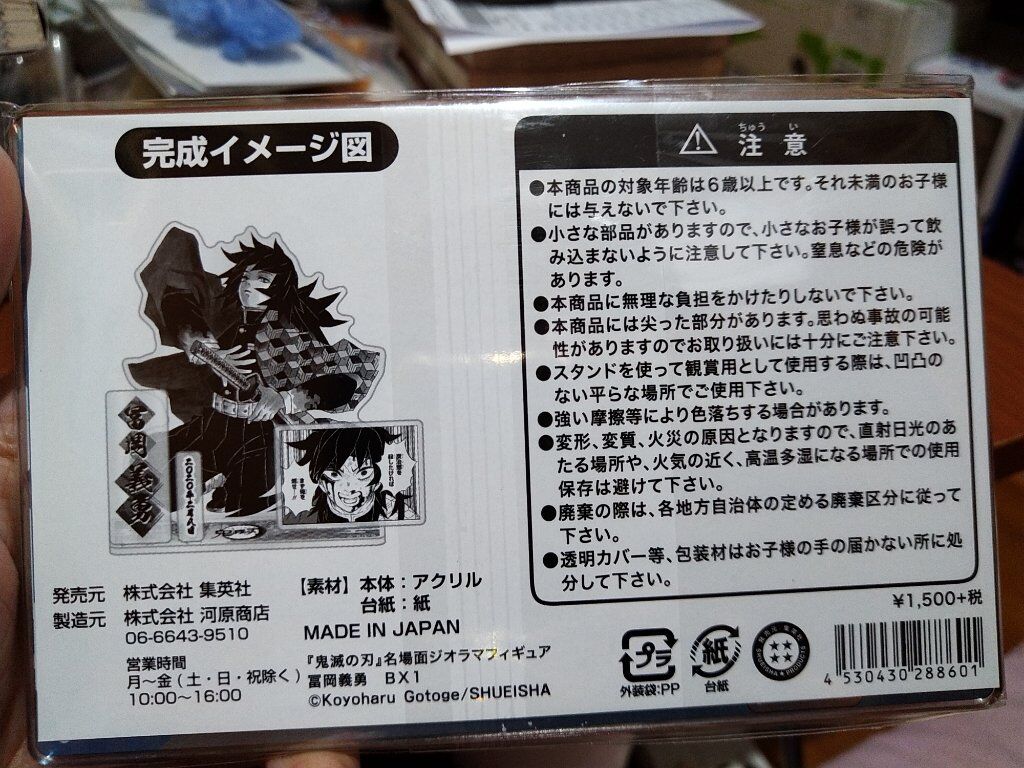 完成イメージ図
冨岡義勇
炭治郎を
殺したければ
まず俺を
倒せ…!!
ちゅう い
注意
●本商品の対象年齢は6歳以上です。それ未満のお子様
には与えないで下さい。
●小さな部品がありますので、小さなお子様が誤って飲
み込まないように注意して下さい。窒息などの危険が
あります。
●本商品に無理な負担をかけたりしないで下さい。
●本商品には尖った部分があります。思わぬ事故の可能
性がありますのでお取り扱いには十分にご注意下さい。
●スタンドを使って観賞用として使用する際は、凹凸の
ない平らな場所でご使用下さい。
●強い摩擦等により色落ちする場合があります。
●変形、変質、火災の原因となりますので、直射日光のあ
たる場所や、火気の近く、高温多湿になる場所での使用
保存は避けて下さい。
●廃棄の際は、各地方自治体の定める廃棄区分に従って
下さい。
●透明カバー等、包装材はお子様の手の届かない所に処
分して下さい。
発売元 株式会社 集英社
製造元 株式会社 河原商店
06-6643-9510
営業時間
月～金(土・日・祝除く)
10:00～16:00
【素材】本体：アクリル
台紙：紙
MADE IN JAPAN
『鬼滅の刃』名場面ジオラマフィギュア
冨岡義勇 BX1
©Koyoharu Gotoge/SHUEISHA
¥1,500+税
プラ
外装袋：PP
紙
台紙
SHUEISHA PRODUCTS
4 530430 288601